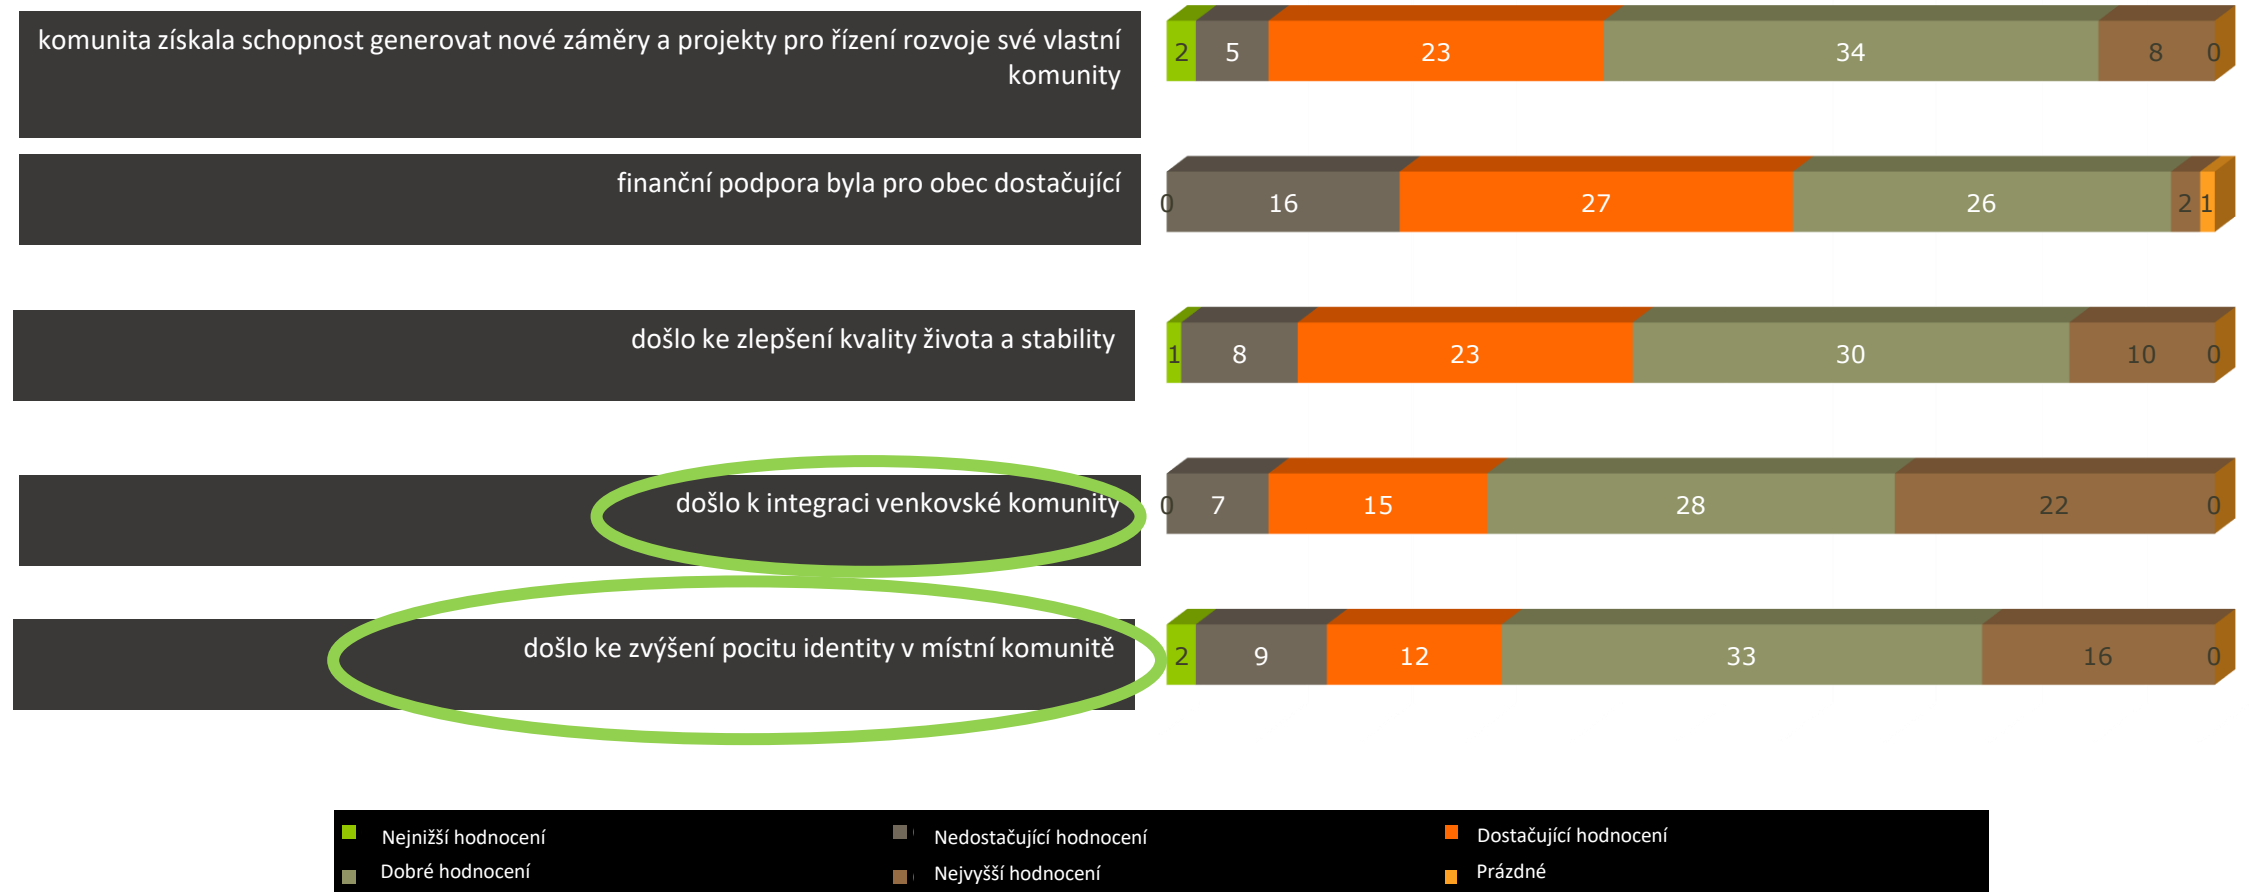 komunita získala schopnost generovat nové záměry a projekty pro řízení rozvoje své vlastní
komunity
2 5 23 34 8 0
finanční podpora byla pro obec dostačující
0 16 27 26 2 1
došlo ke zlepšení kvality života a stability
1 8 23 30 10 0
došlo k integraci venkovské komunity
0 7 15 28 22 0
došlo ke zvýšení pocitu identity v místní komunitě
2 9 12 33 16 0
Nejnižší hodnocení Nedostačující hodnocení Dostačující hodnocení
Dobré hodnocení Nejvyšší hodnocení Prázdné